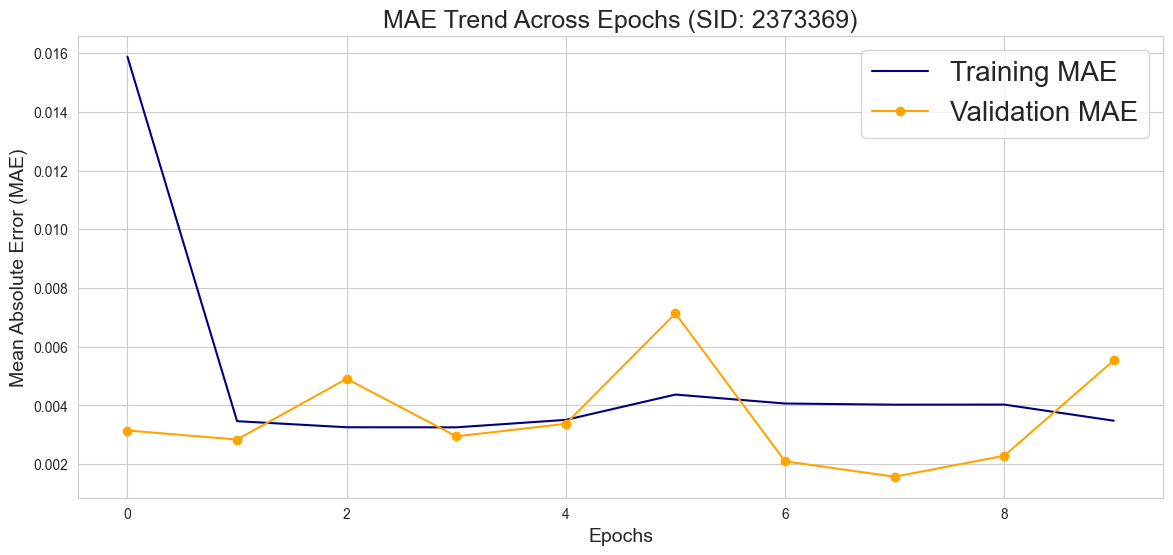 MAE Trend Across Epochs (SID: 2373369)
Training MAE
Validation MAE
Mean Absolute Error (MAE)
0.016
0.014
0.012
0.010
0.008
0.006
0.004
0.002
0 2 4 6 8
Epochs